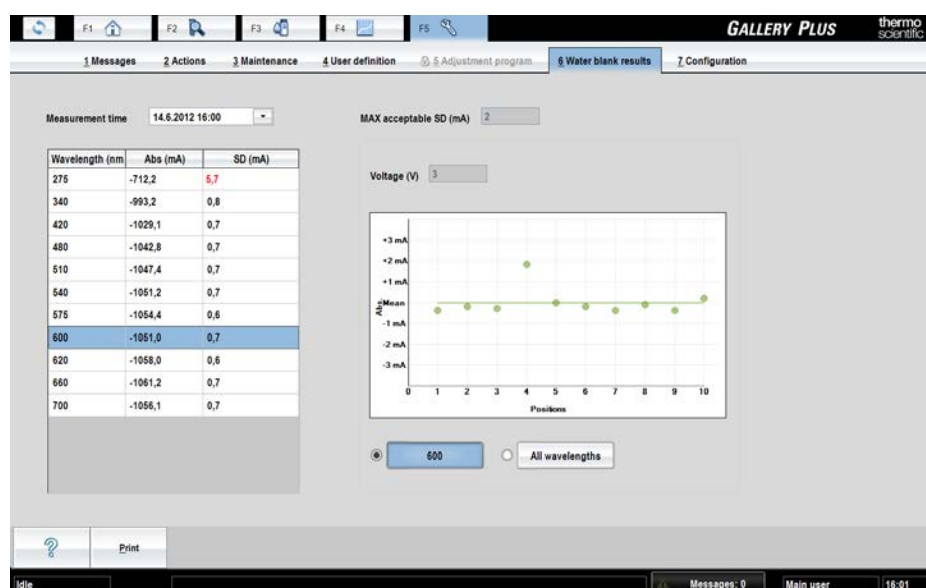 F1 F2 F3 F4 F5 GALLERY PLUS thermo scientific
1 Messages 2 Actions 3 Maintenance 4 User definition 5 Adjustment program 6 Water blank results 7 Configuration
Measurement time 14.6.2012 16:00 MAX acceptable SD (mA) 2
Wavelength (nm Abs (mA) SD (mA)
275 -712,2 5,7
340 -993,2 0,8
420 -1029,1 0,7
480 -1042,8 0,7
510 -1047,4 0,7
540 -1051,2 0,7
575 -1054,4 0,6
600 -1051,0 0,7
620 -1058,0 0,6
660 -1061,2 0,7
700 -1056,1 0,7
Voltage (V) 3
+3 mA
+2 mA
+1 mA
Mean
-1 mA
-2 mA
-3 mA
Abs.
0 1 2 3 4 5 6 7 8 9 10
Positions
600 All wavelengths
? Print
Idle Messages: 0 Main user 16:01